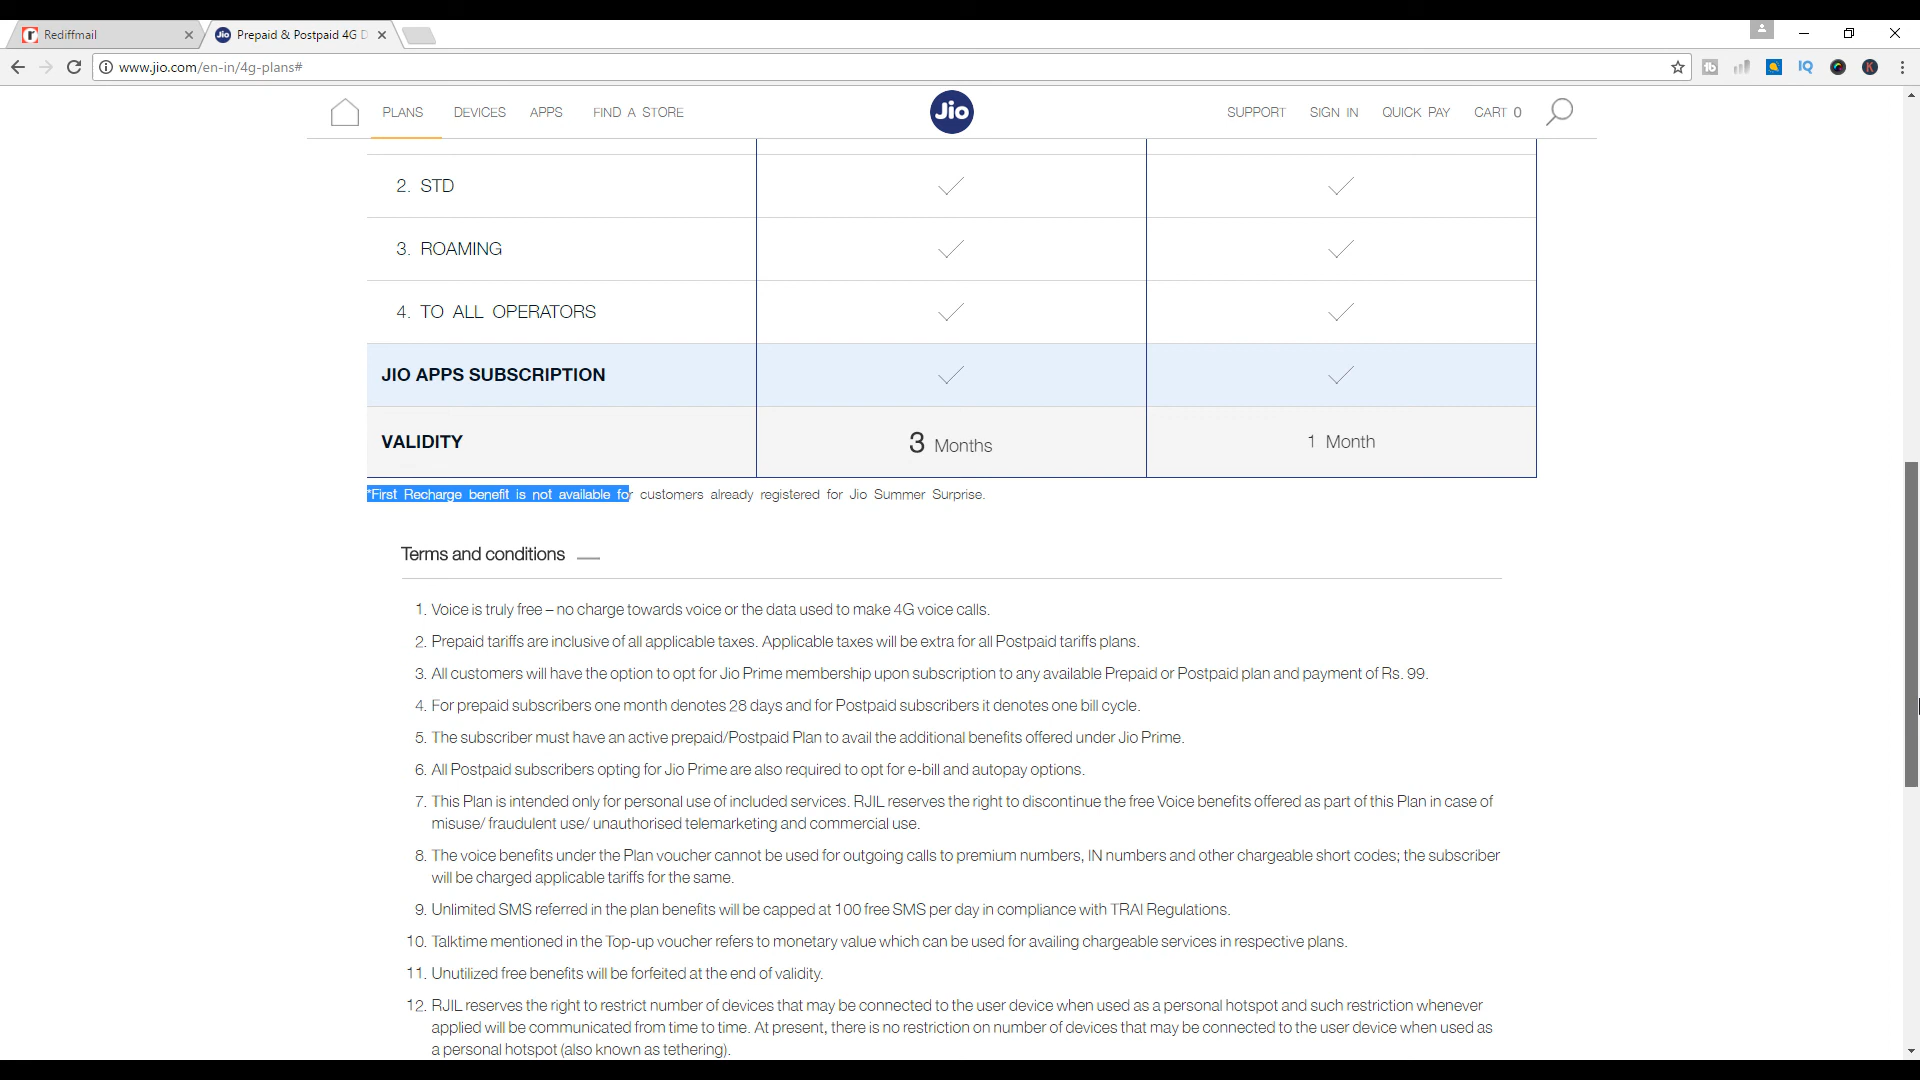 Rediffmail
Jio Prepaid & Postpaid 4G D
www.jio.com/en-in/4g-plans#
PLANS DEVICES APPS FIND A STORE Jio SUPPORT SIGN IN QUICK PAY CART 0
2. STD
3. ROAMING
4. TO ALL OPERATORS
JIO APPS SUBSCRIPTION
VALIDITY 3 Months 1 Month
*First Recharge benefit is not available for customers already registered for Jio Summer Surprise.
Terms and conditions
1. Voice is truly free – no charge towards voice or the data used to make 4G voice calls.
2. Prepaid tariffs are inclusive of all applicable taxes. Applicable taxes will be extra for all Postpaid tariffs plans.
3. All customers will have the option to opt for Jio Prime membership upon subscription to any available Prepaid or Postpaid plan and payment of Rs. 99.
4. For prepaid subscribers one month denotes 28 days and for Postpaid subscribers it denotes one bill cycle.
5. The subscriber must have an active prepaid/Postpaid Plan to avail the additional benefits offered under Jio Prime.
6. All Postpaid subscribers opting for Jio Prime are also required to opt for e-bill and autopay options.
7. This Plan is intended only for personal use of included services. RJIL reserves the right to discontinue the free Voice benefits offered as part of this Plan in case of
misuse/ fraudulent use/ unauthorised telemarketing and commercial use.
8. The voice benefits under the Plan voucher cannot be used for outgoing calls to premium numbers, IN numbers and other chargeable short codes; the subscriber
will be charged applicable tariffs for the same.
9. Unlimited SMS referred in the plan benefits will be capped at 100 free SMS per day in compliance with TRAI Regulations.
10. Talktime mentioned in the Top-up voucher refers to monetary value which can be used for availing chargeable services in respective plans.
11. Unutilized free benefits will be forfeited at the end of validity.
12. RJIL reserves the right to restrict number of devices that may be connected to the user device when used as a personal hotspot and such restriction whenever
applied will be communicated from time to time. At present, there is no restriction on number of devices that may be connected to the user device when used as
a personal hotspot (also known as tethering).